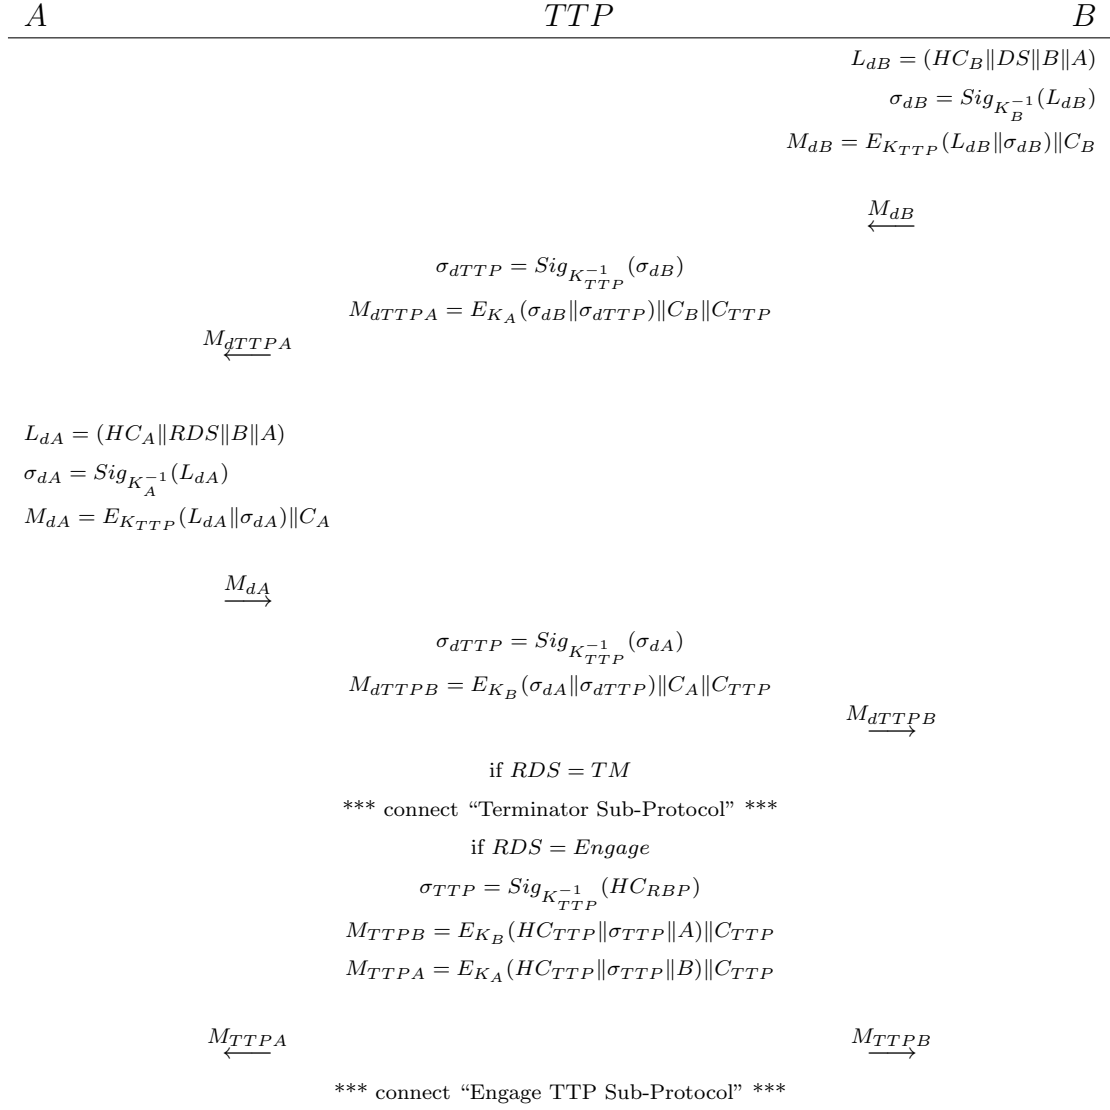 A TTP B
L_{dB} = (HC_B‖DS‖B‖A)
σ_{dB} = Sig_{K_B^{-1}}(L_{dB})
M_{dB} = E_{K_{TTP}}(L_{dB}‖σ_{dB})‖C_B
M_{dB}
←
σ_{dTTP} = Sig_{K_{TTP}^{-1}}(σ_{dB})
M_{dTTPA} = E_{K_A}(σ_{dB}‖σ_{dTTP})‖C_B‖C_{TTP}
M_{dTTPA}
←
L_{dA} = (HC_A‖RDS‖B‖A)
σ_{dA} = Sig_{K_A^{-1}}(L_{dA})
M_{dA} = E_{K_{TTP}}(L_{dA}‖σ_{dA})‖C_A
M_{dA}
→
σ_{dTTP} = Sig_{K_{TTP}^{-1}}(σ_{dA})
M_{dTTPB} = E_{K_B}(σ_{dA}‖σ_{dTTP})‖C_A‖C_{TTP}
M_{dTTPB}
→
if RDS = TM
*** connect “Terminator Sub-Protocol” ***
if RDS = Engage
σ_{TTP} = Sig_{K_{TTP}^{-1}}(HC_{RBP})
M_{TTPB} = E_{K_B}(HC_{TTP}‖σ_{TTP}‖A)‖C_{TTP}
M_{TTPA} = E_{K_A}(HC_{TTP}‖σ_{TTP}‖B)‖C_{TTP}
M_{TTPA} M_{TTPB}
← →
*** connect “Engage TTP Sub-Protocol” ***